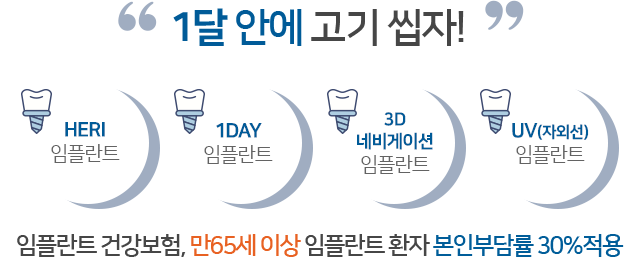 “ 1달 안에 고기 씹자! ”
HERI
임플란트
1DAY
임플란트
3D
네비게이션
임플란트
UV(자외선)
임플란트
임플란트 건강보험, 만65세 이상 임플란트 환자 본인부담률 30%적용